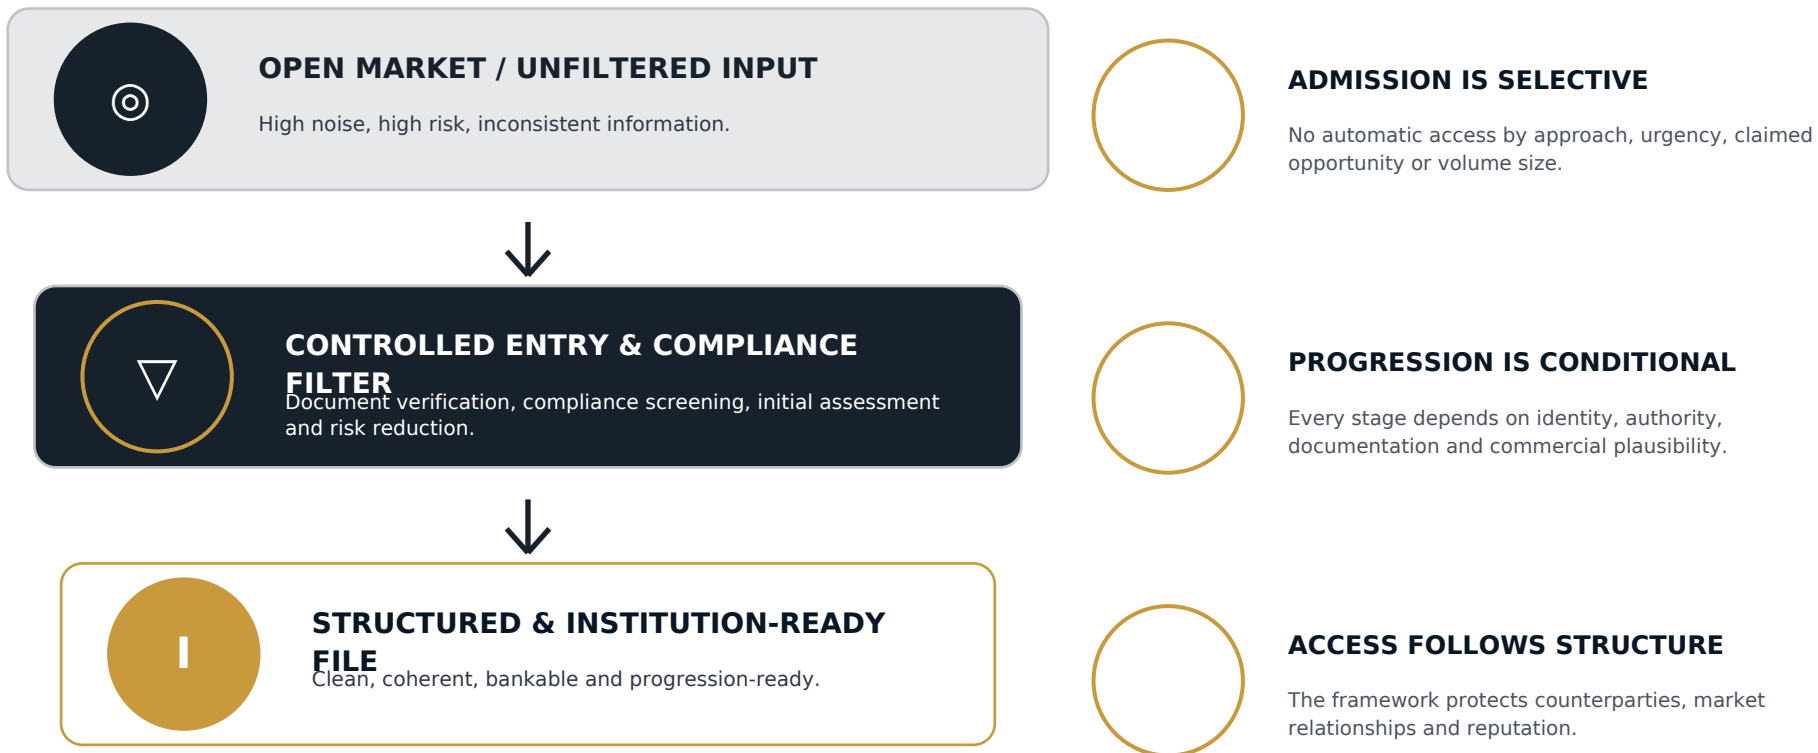 OPEN MARKET / UNFILTERED INPUT
High noise, high risk, inconsistent information.
CONTROLLED ENTRY & COMPLIANCE
FILTER
Document verification, compliance screening, initial assessment
and risk reduction.
I
STRUCTURED & INSTITUTION-READY
FILE
Clean, coherent, bankable and progression-ready.
ADMISSION IS SELECTIVE
No automatic access by approach, urgency, claimed
opportunity or volume size.
PROGRESSION IS CONDITIONAL
Every stage depends on identity, authority,
documentation and commercial plausibility.
ACCESS FOLLOWS STRUCTURE
The framework protects counterparties, market
relationships and reputation.